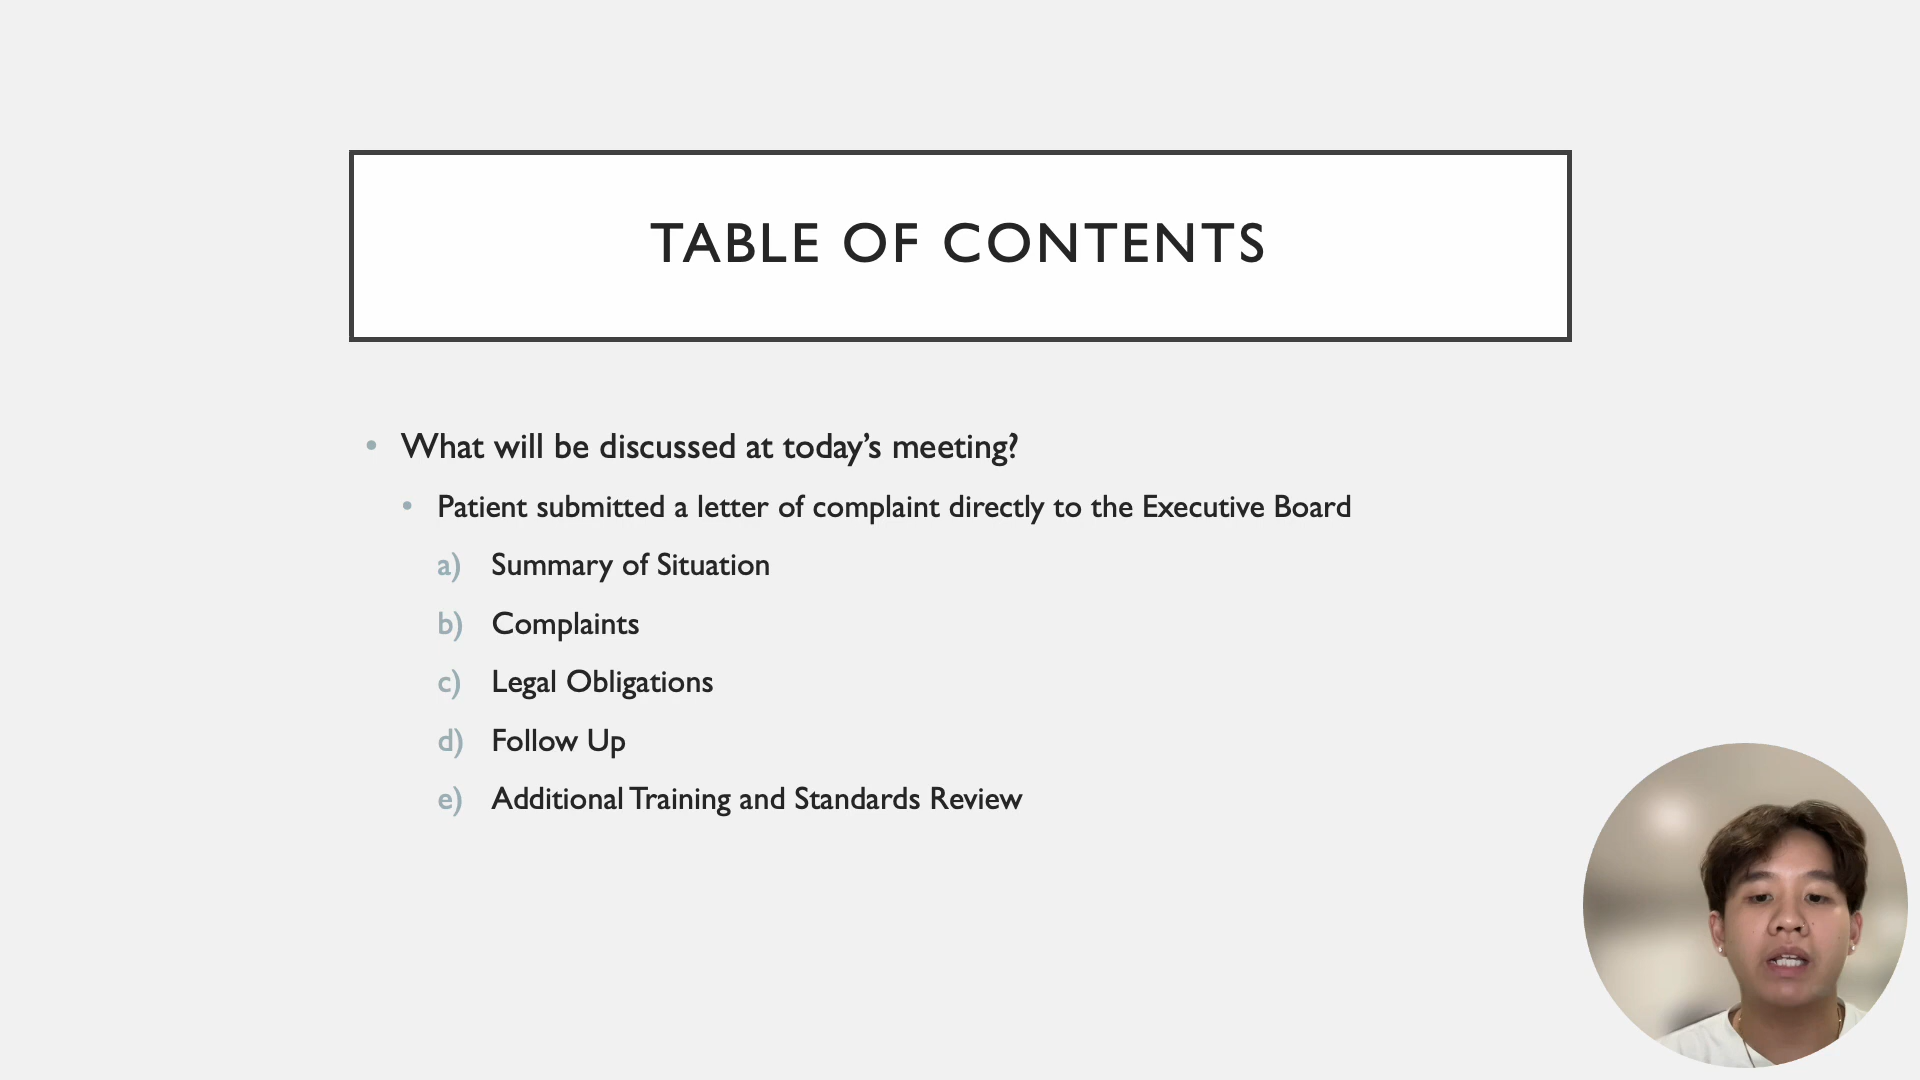 TABLE OF CONTENTS
• What will be discussed at today’s meeting?
• Patient submitted a letter of complaint directly to the Executive Board
a) Summary of Situation
b) Complaints
c) Legal Obligations
d) Follow Up
e) Additional Training and Standards Review